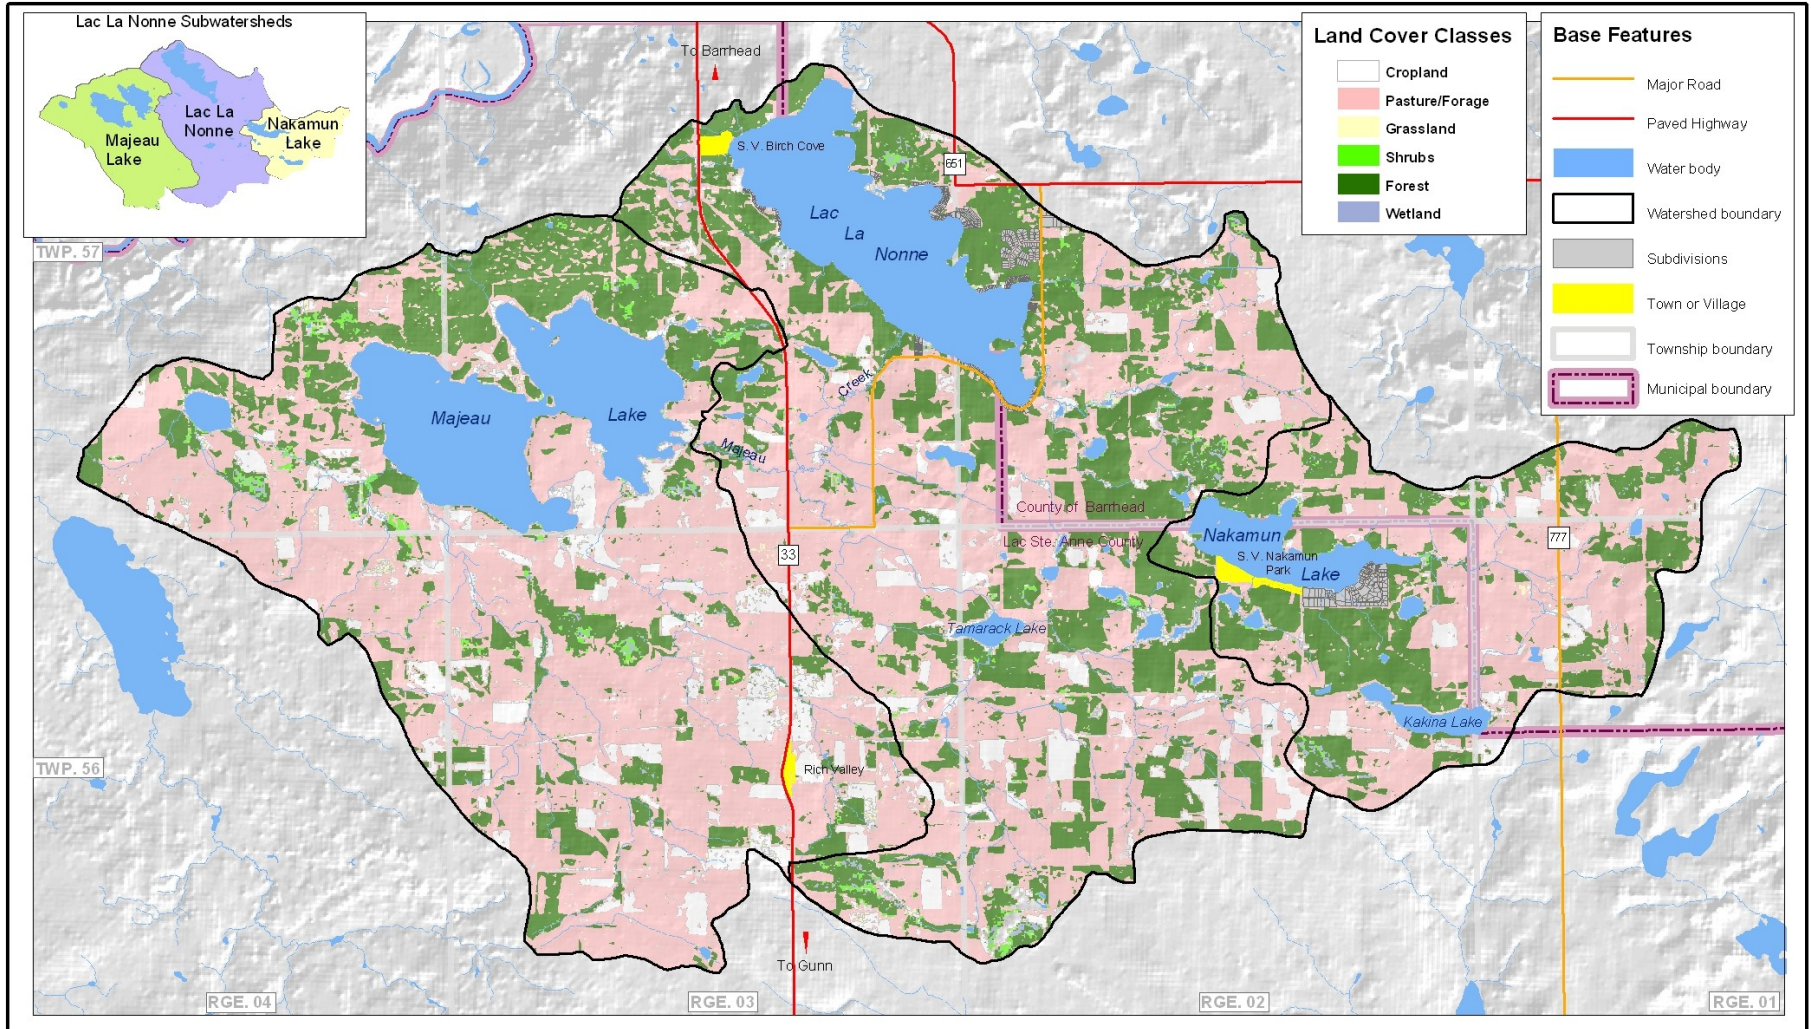 Lac La Nonne Subwatersheds
Lac La
Nonne
Majeau
Lake
Nakamun
Lake
To Barrhead
Land Cover Classes
Cropland
Pasture/Forage
Grassland
Shrubs
Forest
Wetland
Base Features
Major Road
Paved Highway
Water body
Watershed boundary
Subdivisions
Town or Village
Township boundary
Municipal boundary
S. V. Birch Cove
651
Lac
La
Nonne
TWP. 57
Majeau
Lake
Creek
Majeau
County of Barrhead
Lac Ste. Anne County
33
Nakamun
S. V. Nakamun
Park
Lake
777
Tamarack Lake
Kakina Lake
TWP. 56
Rich Valley
To Gunn
RGE. 04
RGE. 03
RGE. 02
RGE. 01